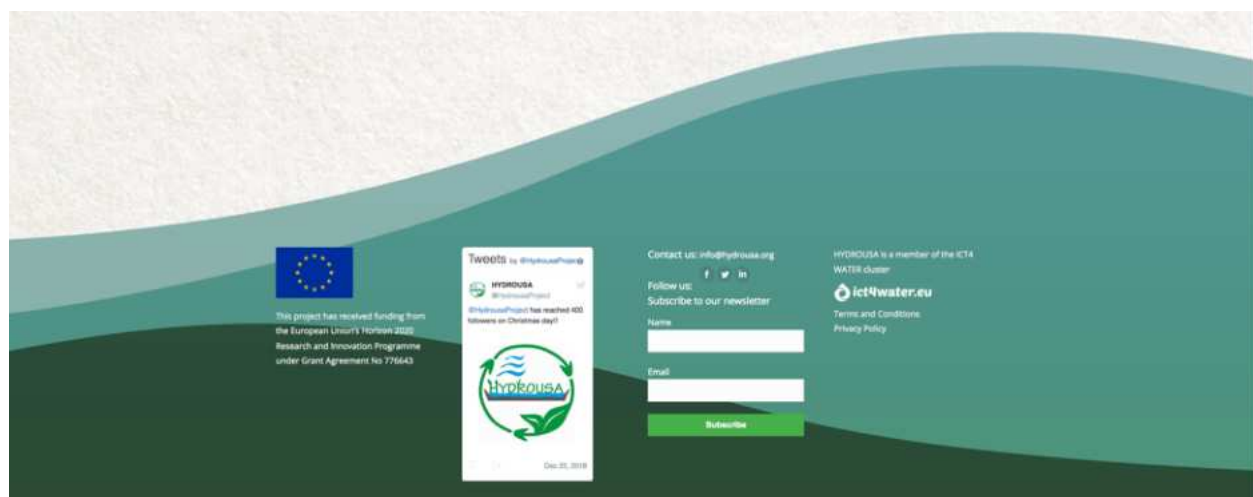 This project has received funding from
the European Union's Horizon 2020
Research and Innovation Programme
under Grant Agreement No 776643
Tweets by @HydrousaProject
HYDROUSA
@HydrousaProject
@HydrousaProject has reached 400
followers on Christmas day!!
HYDROUSA
Dec 25, 2018
Contact us: info@hydrousa.org
Follow us:
Subscribe to our newsletter
Name
Email
Subscribe
HYDROUSA is a member of the ICT4
WATER cluster
ict4water.eu
Terms and Conditions
Privacy Policy